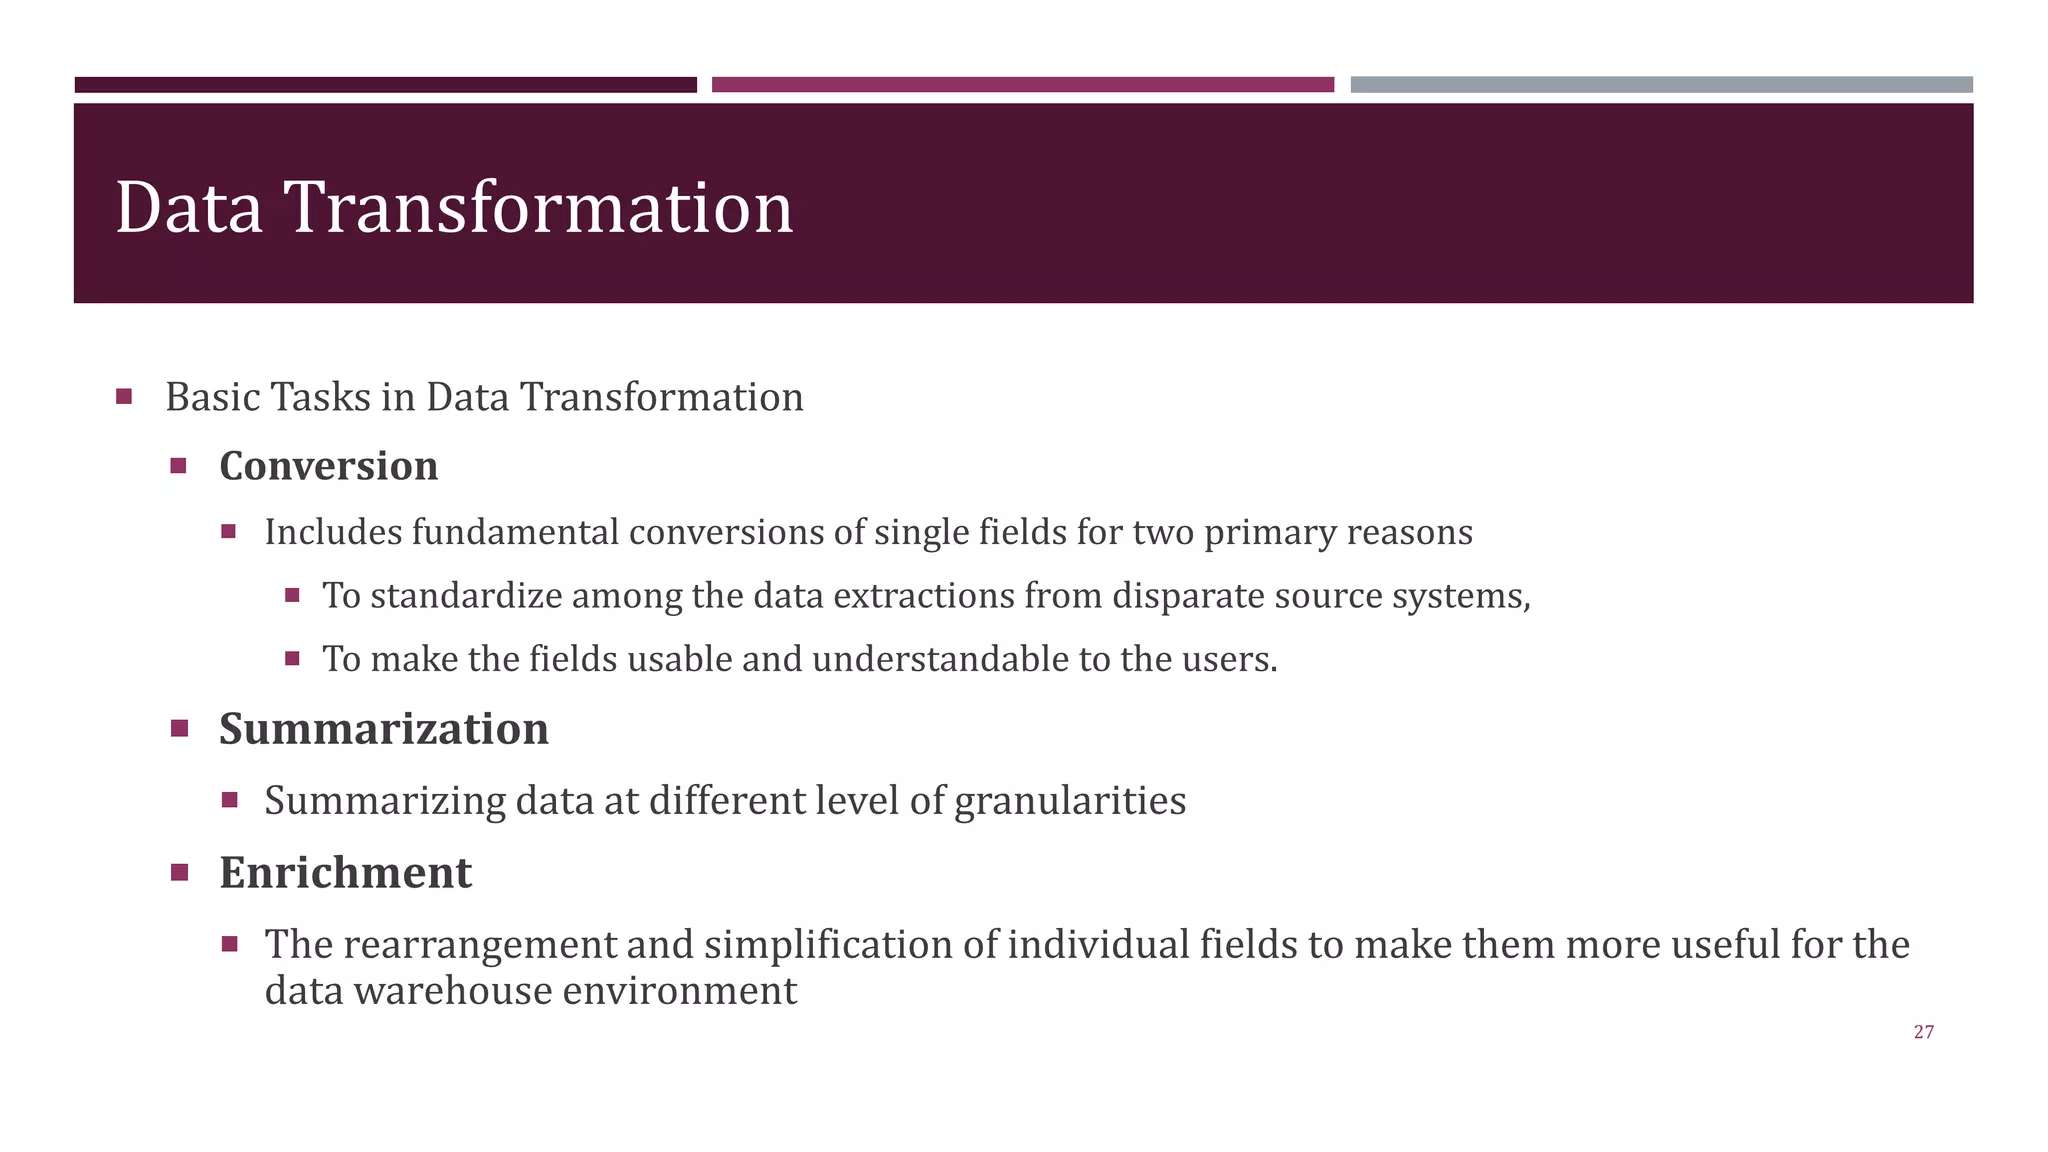 Data Transformation
Basic Tasks in Data Transformation
Conversion
Includes fundamental conversions of single fields for two primary reasons
To standardize among the data extractions from disparate source systems,
To make the fields usable and understandable to the users.
Summarization
Summarizing data at different level of granularities
Enrichment
The rearrangement and simplification of individual fields to make them more useful for the
data warehouse environment
27